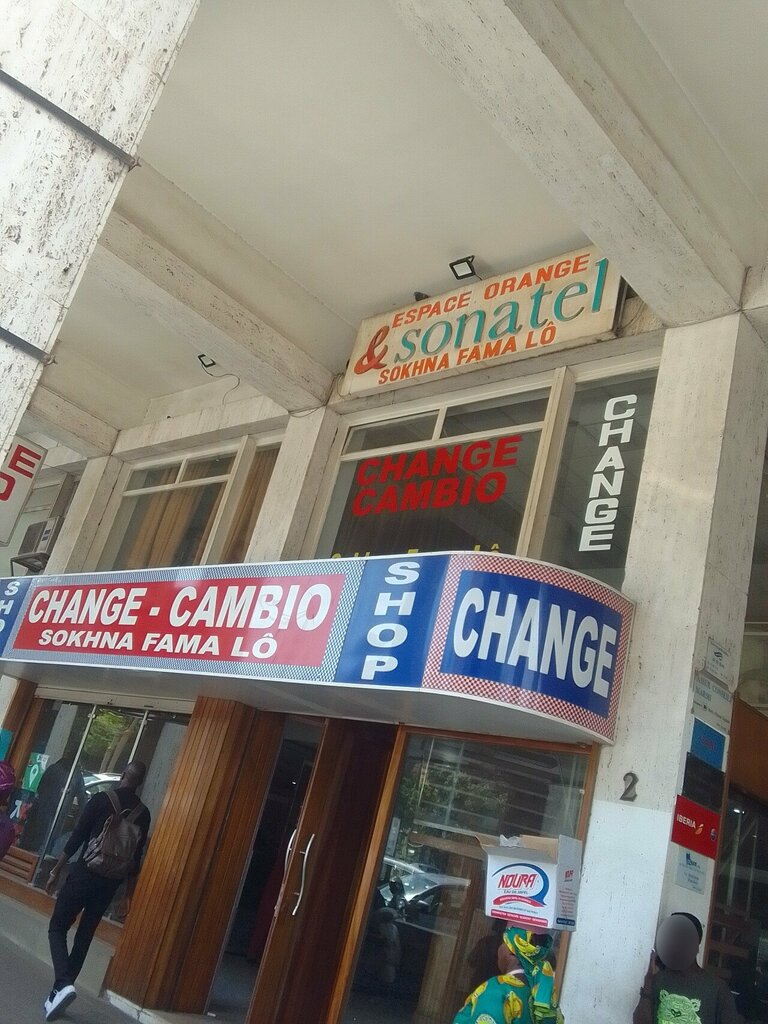 ESPACE ORANGE
& sonatel
SOKHNA FAMA LÔ
CHANGE
CAMBIO
CHANGE
SHOP
CHANGE - CAMBIO
SOKHNA FAMA LÔ
CHANGE
2
IBERIA
NOURA